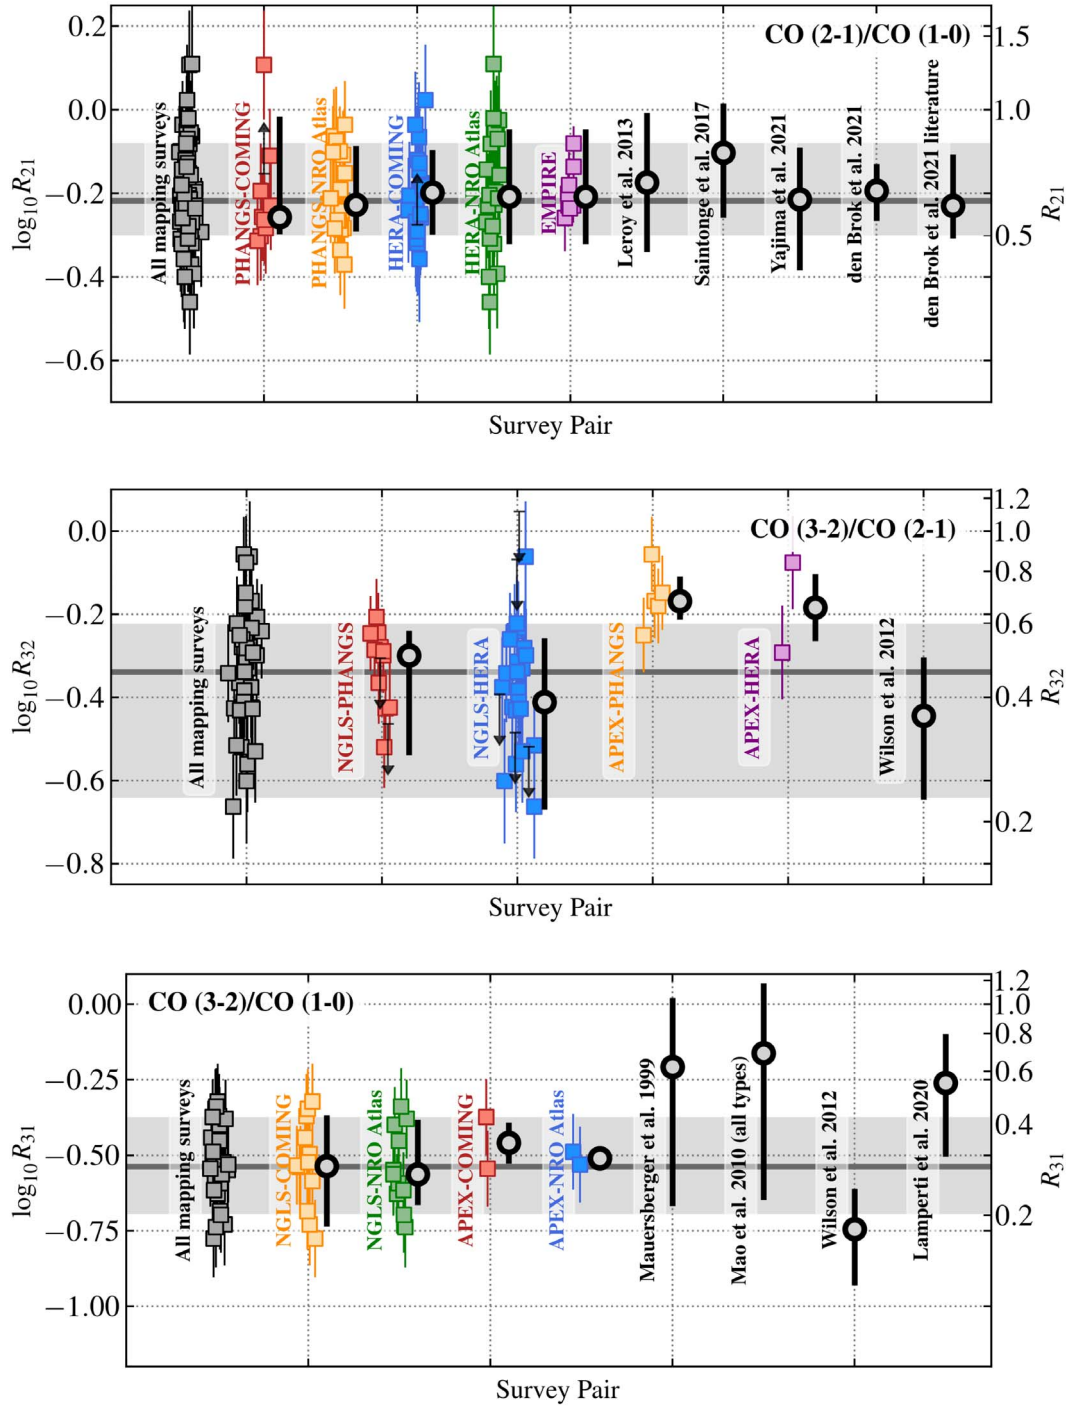 CO (2-1)/CO (1-0)
log₁₀R₂₁
0.2
0.0
−0.2
−0.4
−0.6
1.5
1.0
0.5
R₂₁
All mapping surveys
PHANGS-COMING
PHANGS-NRO Atlas
HERA-COMING
HERA-NRO Atlas
EMPIRE
Leroy et al. 2013
Saintonge et al. 2017
Yajima et al. 2021
den Brok et al. 2021
den Brok et al. 2021 literature
Survey Pair
CO (3-2)/CO (2-1)
log₁₀R₃₂
0.0
−0.2
−0.4
−0.6
−0.8
1.2
1.0
0.8
0.6
0.4
0.2
R₃₂
All mapping surveys
NGLS-PHANGS
NGLS-HERA
APEX-PHANGS
APEX-HERA
Wilson et al. 2012
Survey Pair
CO (3-2)/CO (1-0)
log₁₀R₃₁
0.00
−0.25
−0.50
−0.75
−1.00
1.2
1.0
0.8
0.6
0.4
0.2
R₃₁
All mapping surveys
NGLS-COMING
NGLS-NRO Atlas
APEX-COMING
APEX-NRO Atlas
Mauersberger et al. 1999
Mao et al. 2010 (all types)
Wilson et al. 2012
Lamperti et al. 2020
Survey Pair